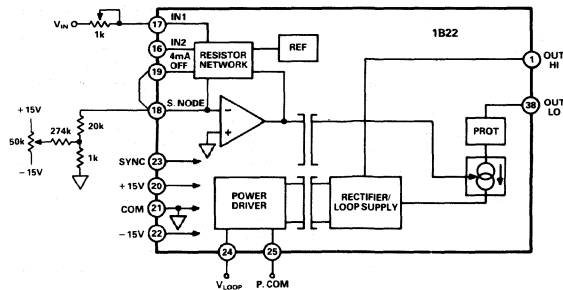 IN1
VIN
17
1k
1B22
IN2
16
RESISTOR
NETWORK
REF
4mA
OFF
19
1
OUT
HI
S. NODE
18
−
+
38
OUT
LO
+ 15V
20k
PROT
50k
274k
1k
− 15V
SYNC
23
+ 15V
20
COM
21
− 15V
22
POWER
DRIVER
RECTIFIER/
LOOP SUPPLY
24
25
VLOOP
P. COM